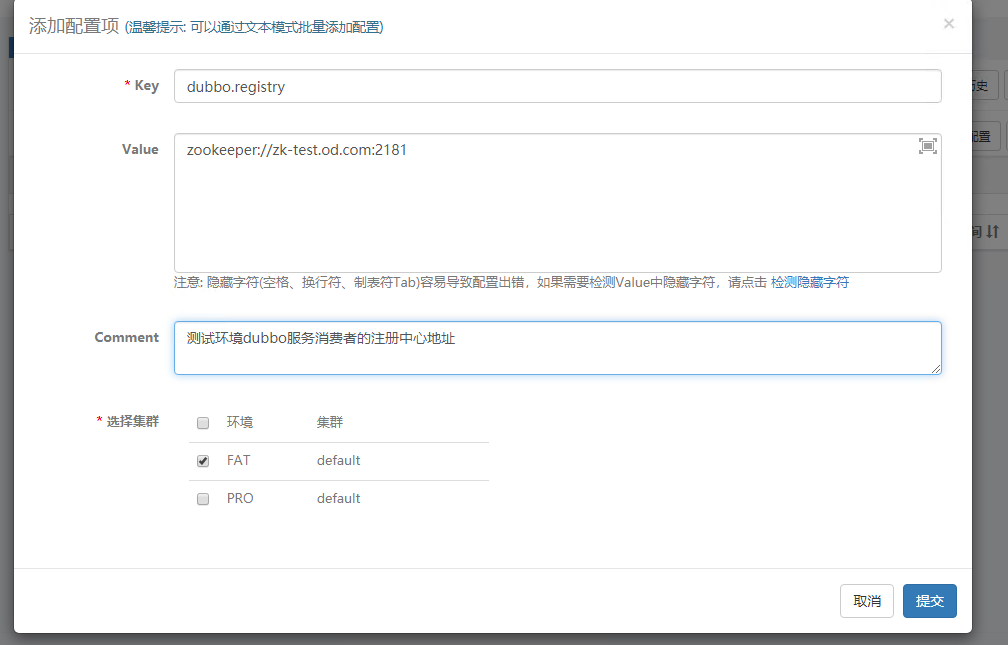 添加配置项 (温馨提示: 可以通过文本模式批量添加配置) ×
* Key dubbo.registry
Value zookeeper://zk-test.od.com:2181
注意: 隐藏字符(空格、换行符、制表符Tab)容易导致配置出错，如果需要检测Value中隐藏字符，请点击 检测隐藏字符
Comment 测试环境dubbo服务消费者的注册中心地址
* 选择集群 环境 集群
FAT default
PRO default
取消 提交